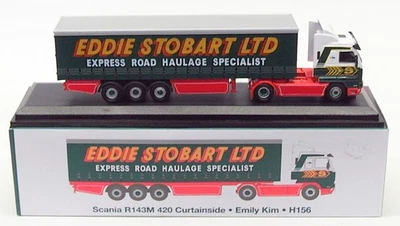 EDDIE STOBART LTD
EXPRESS ROAD HAULAGE SPECIALIST
S
EDDIE STOBART LTD
EXPRESS ROAD HAULAGE SPECIALIST
S
Scania R143M 420 Curtainside • Emily Kim • H156